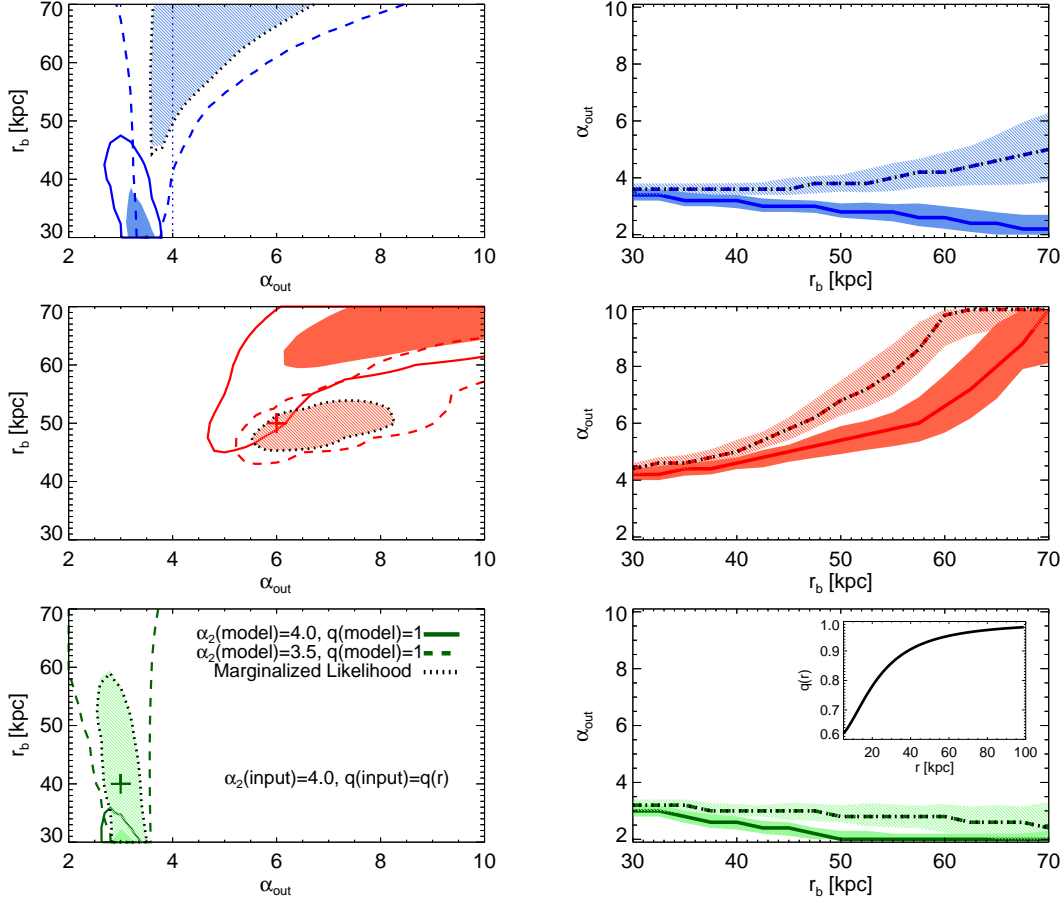 70
60
50
40
30
r_b [kpc]
2 4 6 8 10
α_out
10
8
6
4
2
α_out
30 40 50 60 70
r_b [kpc]
70
60
50
40
30
r_b [kpc]
2 4 6 8 10
α_out
10
8
6
4
2
α_out
30 40 50 60 70
r_b [kpc]
70
60
50
40
30
r_b [kpc]
α_2(model)=4.0, q(model)=1
α_2(model)=3.5, q(model)=1
Marginalized Likelihood
α_2(input)=4.0, q(input)=q(r)
2 4 6 8 10
α_out
10
8
6
4
2
α_out
1.0
0.9
0.8
0.7
0.6
q(r)
20 40 60 80 100
r [kpc]
30 40 50 60 70
r_b [kpc]